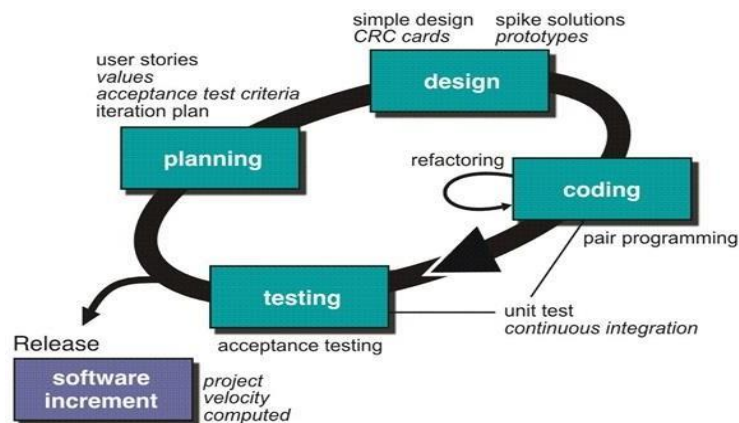 simple design
CRC cards
spike solutions
prototypes
user stories
values
acceptance test criteria
iteration plan
design
planning
refactoring
coding
pair programming
testing
unit test
continuous integration
acceptance testing
Release
software
increment
project
velocity
computed